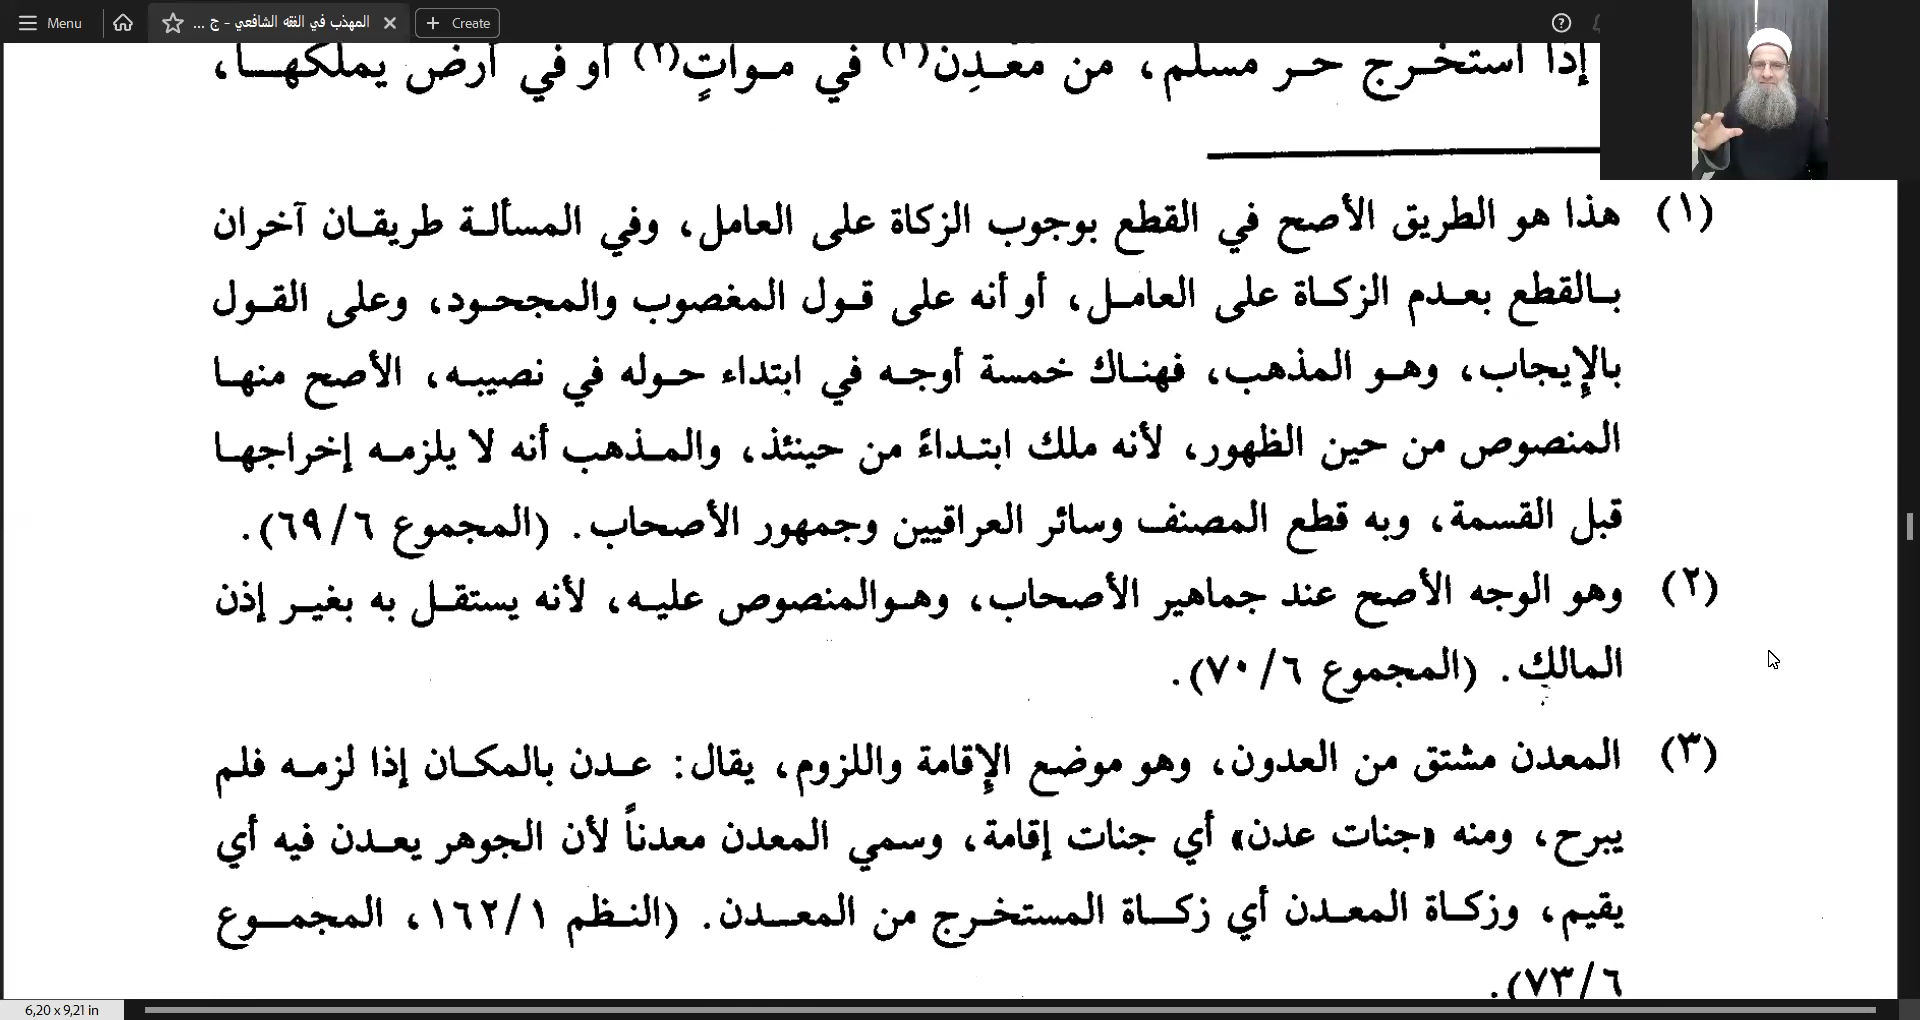 Menu
المهذب في الفقه الشافعي - ج ...
Create
إذا استخرج حر مسلم، من معدِن(٣) في مواتٍ(٢) أو في أرض يملكها،
(١) هذا هو الطريق الأصح في القطع بوجوب الزكاة على العامل، وفي المسألة طريقان آخران
بالقطع بعدم الزكاة على العامل، أو أنه على قول المغصوب والمجحود، وعلى القول
بالإيجاب، وهو المذهب، فهناك خمسة أوجه في ابتداء حوله في نصيبه، الأصح منها
المنصوص من حين الظهور، لأنه ملك ابتداءً من حينئذ، والمذهب أنه لا يلزمه إخراجها
قبل القسمة، وبه قطع المصنف وسائر العراقيين وجمهور الأصحاب. (المجموع ٦/ ٦٩).
(٢) وهو الوجه الأصح عند جماهير الأصحاب، وهو المنصوص عليه، لأنه يستقل به بغير إذن
المالك. (المجموع ٦/ ٧٠).
(٣) المعدن مشتق من العدون، وهو موضع الإقامة واللزوم، يقال: عدن بالمكان إذا لزمه فلم
يبرح، ومنه «جنات عدن» أي جنات إقامة، وسمي المعدن معدناً لأن الجوهر يعدن فيه أي
يقيم، وزكاة المعدن أي زكاة المستخرج من المعدن. (النظم ١/ ١٦٢، المجموع
٦/ ٧٣).
6,20 x 9,21 in